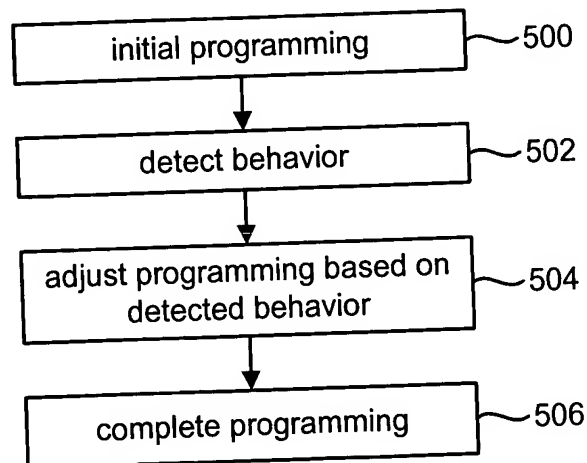 initial programming 500
detect behavior 502
adjust programming based on
detected behavior 504
complete programming 506